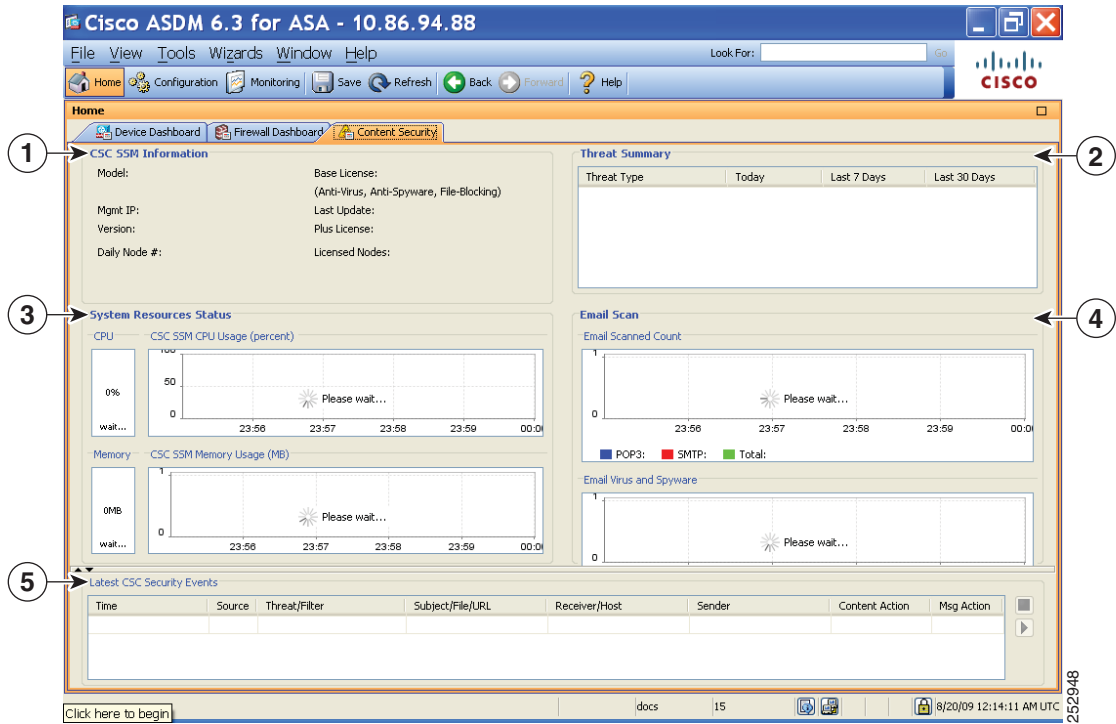 Cisco ASDM 6.3 for ASA - 10.86.94.88
File View Tools Wizards Window Help
Look For:
Go
Home Configuration Monitoring Save Refresh Back Forward Help
CISCO
Home
Device Dashboard Firewall Dashboard Content Security
1
CSC SSM Information
Model:
Base License:
(Anti-Virus, Anti-Spyware, File-Blocking)
Mgmt IP:
Last Update:
Version:
Plus License:
Daily Node #:
Licensed Nodes:
2
Threat Summary
Threat Type Today Last 7 Days Last 30 Days
3
System Resources Status
CPU
CSC SSM CPU Usage (percent)
0%
wait...
100
50
0
Please wait...
23:56 23:57 23:58 23:59 00:0
Memory
CSC SSM Memory Usage (MB)
0MB
wait...
1
0
Please wait...
23:56 23:57 23:58 23:59 00:0
4
Email Scan
Email Scanned Count
1
0
Please wait...
23:56 23:57 23:58 23:59 00:0
POP3: SMTP: Total:
Email Virus and Spyware
1
0
Please wait...
5
Latest CSC Security Events
Time Source Threat/Filter Subject/File/URL Receiver/Host Sender Content Action Msg Action
Click here to begin
docs
15
8/20/09 12:14:11 AM UTC
252948